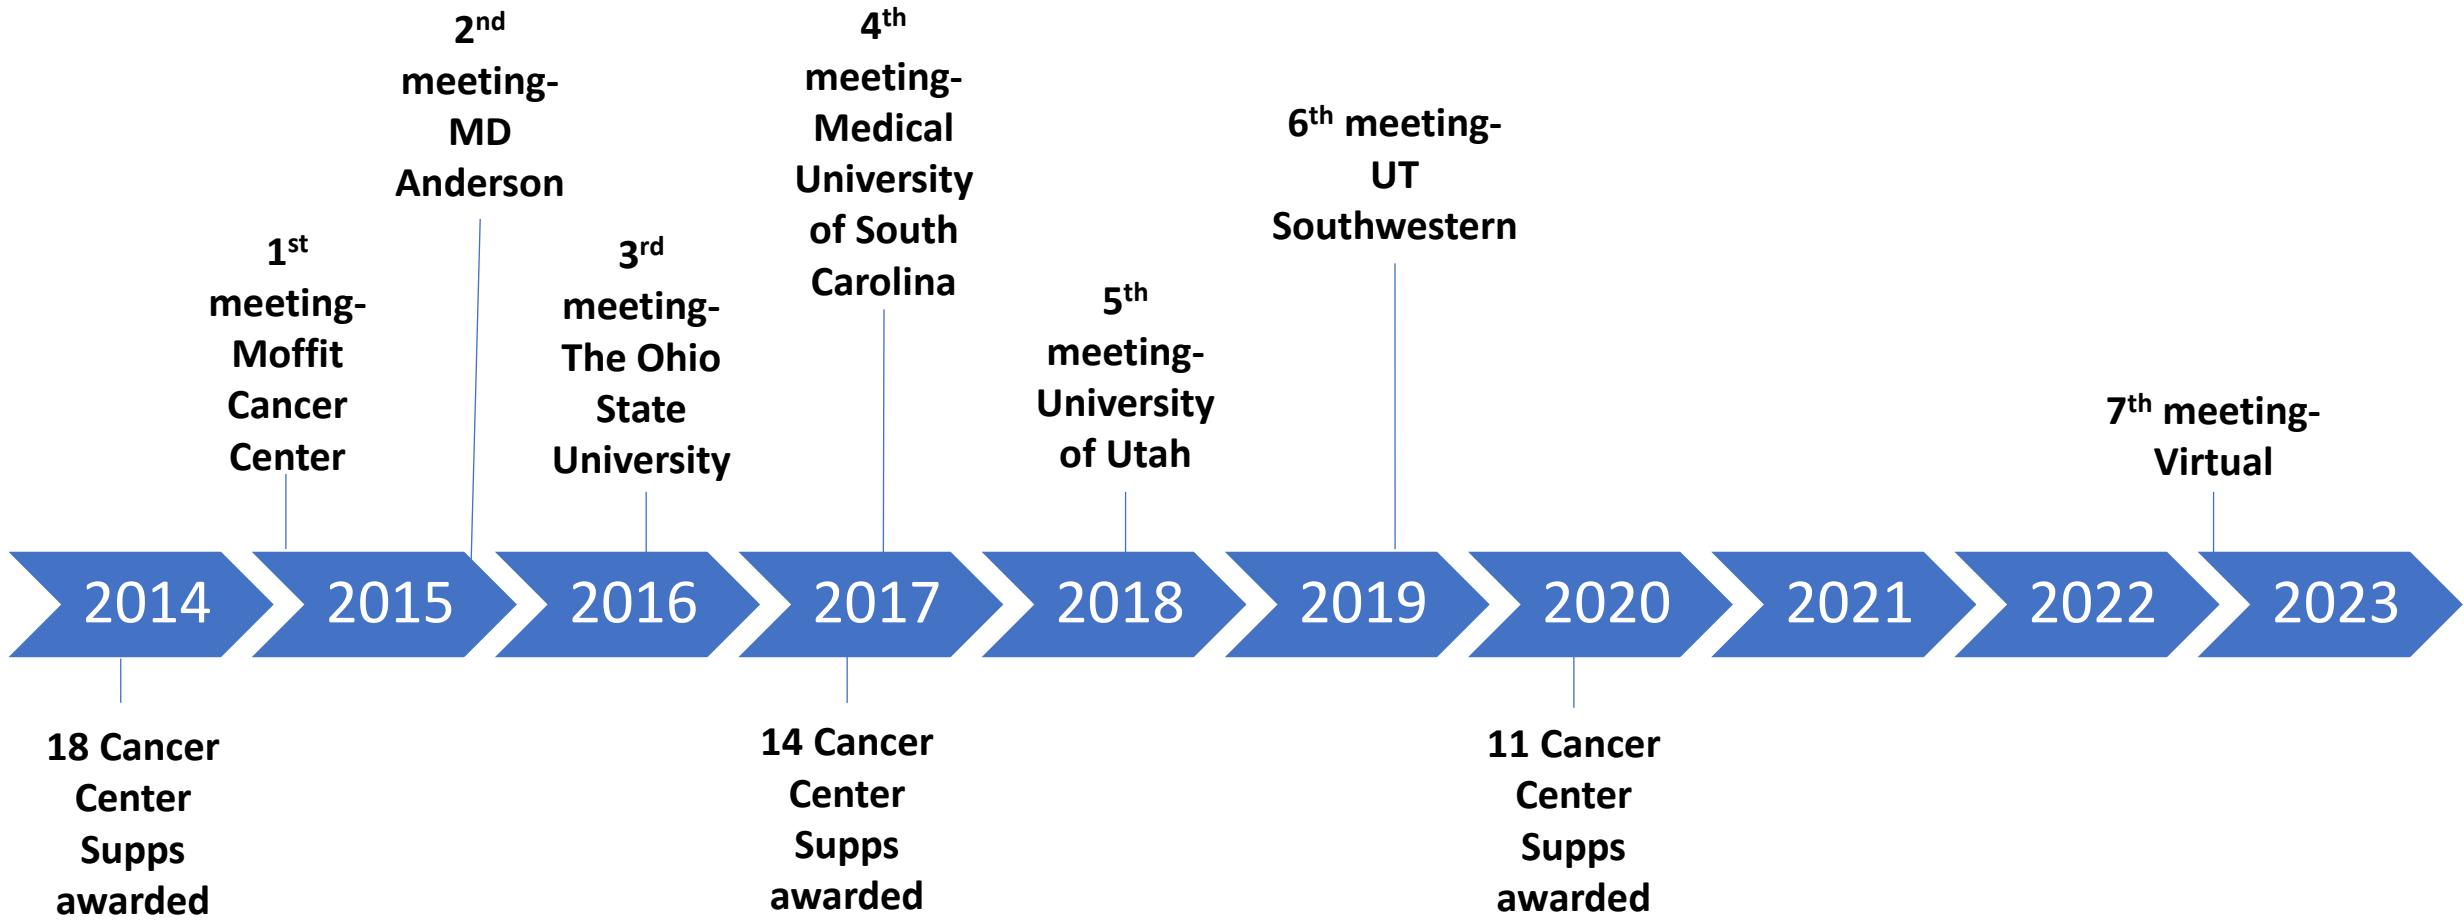 1st
meeting-
Moffit
Cancer
Center
2nd
meeting-
MD
Anderson
3rd
meeting-
The Ohio
State
University
4th
meeting-
Medical
University
of South
Carolina
5th
meeting-
University
of Utah
6th meeting-
UT
Southwestern
7th meeting-
Virtual
2014
2015
2016
2017
2018
2019
2020
2021
2022
2023
18 Cancer
Center
Supps
awarded
14 Cancer
Center
Supps
awarded
11 Cancer
Center
Supps
awarded